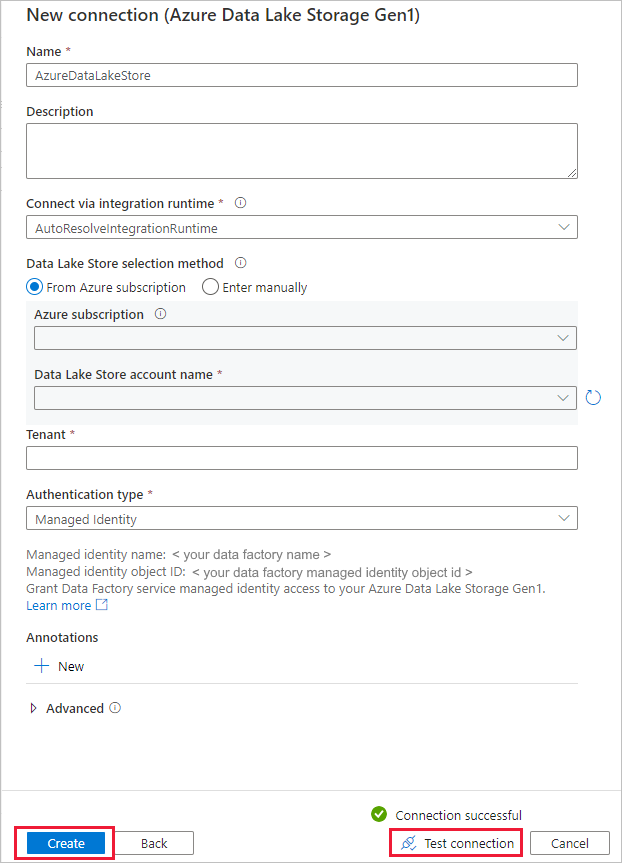 New connection (Azure Data Lake Storage Gen1)
Name *
AzureDataLakeStore
Description
Connect via integration runtime *
AutoResolveIntegrationRuntime
Data Lake Store selection method
From Azure subscription Enter manually
Azure subscription
Data Lake Store account name *
Tenant *
Authentication type *
Managed Identity
Managed identity name: < your data factory name >
Managed identity object ID: < your data factory managed identity object id >
Grant Data Factory service managed identity access to your Azure Data Lake Storage Gen1.
Learn more
Annotations
New
Advanced
Connection successful
Create Back Test connection Cancel